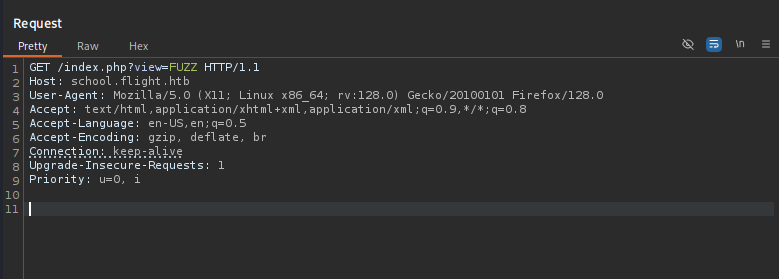 Request
Pretty Raw Hex \n
1 GET /index.php?view=FUZZ HTTP/1.1
2 Host: school.flight.htb
3 User-Agent: Mozilla/5.0 (X11; Linux x86_64; rv:128.0) Gecko/20100101 Firefox/128.0
4 Accept: text/html,application/xhtml+xml,application/xml;q=0.9,*/*;q=0.8
5 Accept-Language: en-US,en;q=0.5
6 Accept-Encoding: gzip, deflate, br
7 Connection: keep-alive
8 Upgrade-Insecure-Requests: 1
9 Priority: u=0, i
10
11